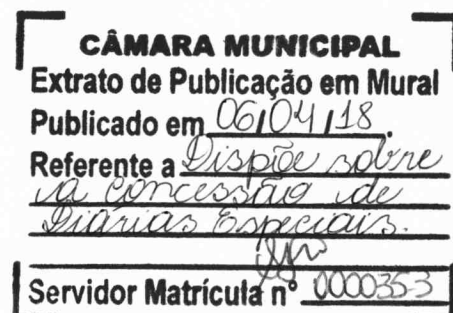 CÂMARA MUNICIPAL
Extrato de Publicação em Mural
Publicado em 06/04/18.
Referente a Dispõe sobre
a concessão de
Diárias Especiais.
Servidor Matrícula nº 0000353